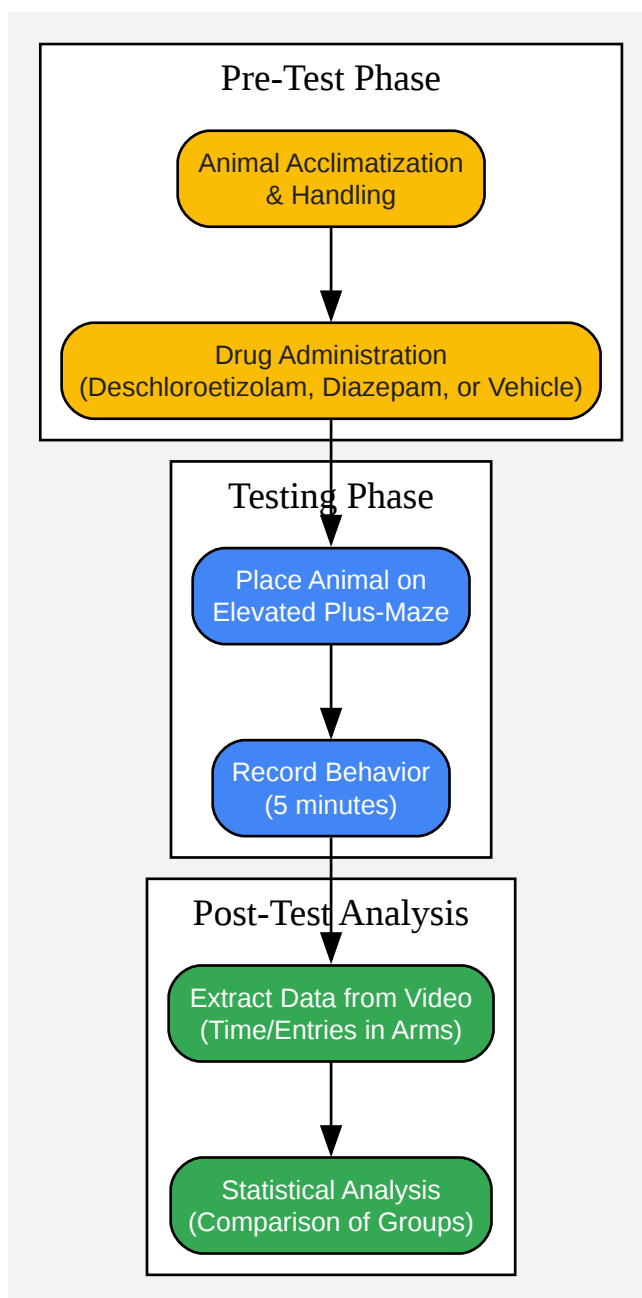 Pre-Test Phase
Animal Acclimatization
& Handling
Drug Administration
(Deschloroetizolam, Diazepam, or Vehicle)
Testing Phase
Place Animal on
Elevated Plus-Maze
Record Behavior
(5 minutes)
Post-Test Analysis
Extract Data from Video
(Time/Entries in Arms)
Statistical Analysis
(Comparison of Groups)